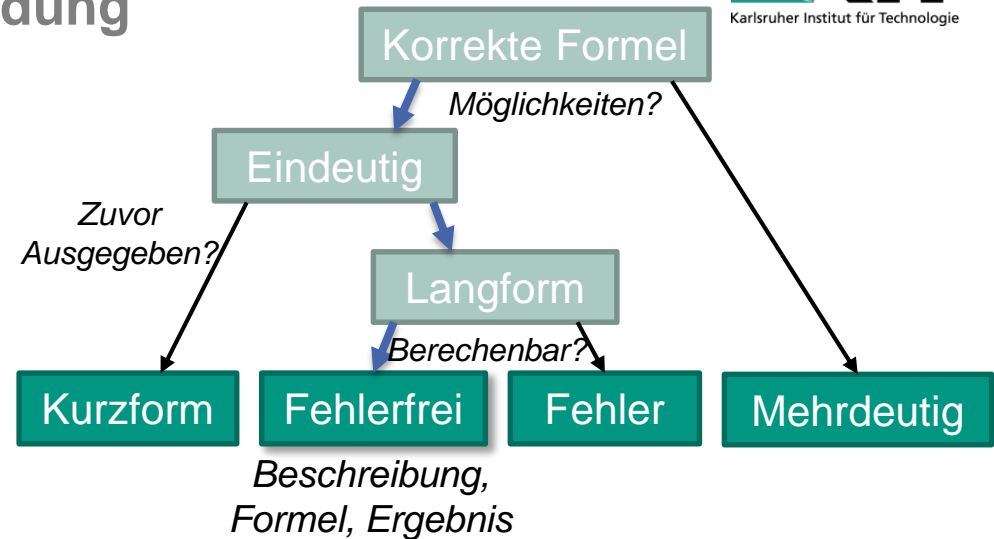 dung
Karlsruher Institut für Technologie
Korrekte Formel
Möglichkeiten?
Eindeutig
Zuvor
Ausgegeben?
Langform
Berechenbar?
Kurzform
Fehlerfrei
Fehler
Mehrdeutig
Beschreibung,
Formel, Ergebnis